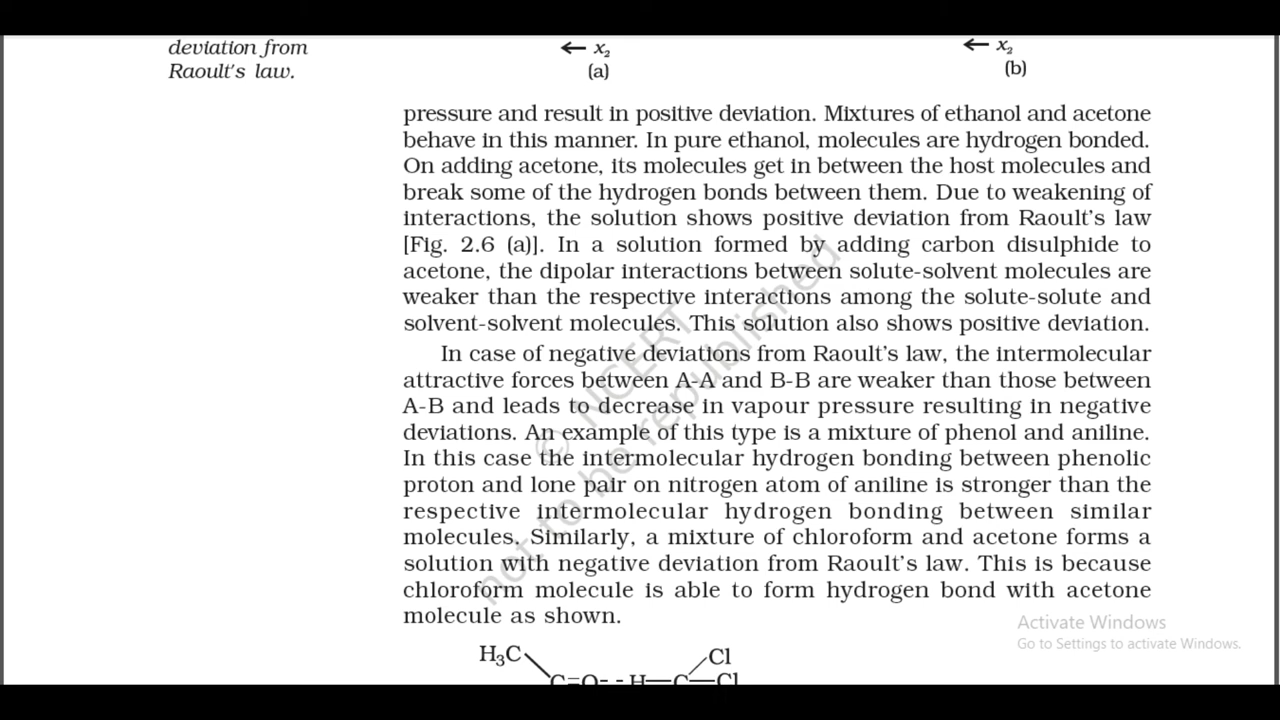 deviation from
Raoult's law.
← x₂
(a)
← x₂
(b)
pressure and result in positive deviation. Mixtures of ethanol and acetone
behave in this manner. In pure ethanol, molecules are hydrogen bonded.
On adding acetone, its molecules get in between the host molecules and
break some of the hydrogen bonds between them. Due to weakening of
interactions, the solution shows positive deviation from Raoult's law
[Fig. 2.6 (a)]. In a solution formed by adding carbon disulphide to
acetone, the dipolar interactions between solute-solvent molecules are
weaker than the respective interactions among the solute-solute and
solvent-solvent molecules. This solution also shows positive deviation.
In case of negative deviations from Raoult's law, the intermolecular
attractive forces between A-A and B-B are weaker than those between
A-B and leads to decrease in vapour pressure resulting in negative
deviations. An example of this type is a mixture of phenol and aniline.
In this case the intermolecular hydrogen bonding between phenolic
proton and lone pair on nitrogen atom of aniline is stronger than the
respective intermolecular hydrogen bonding between similar
molecules. Similarly, a mixture of chloroform and acetone forms a
solution with negative deviation from Raoult's law. This is because
chloroform molecule is able to form hydrogen bond with acetone
molecule as shown.
© NCERT
not to be republished
Activate Windows
Go to Settings to activate Windows.
H₃C
Cl
C=O--H—C—Cl